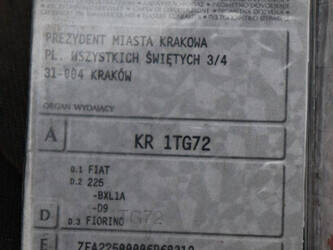 PREZYDENT MIASTA KRAKOWA
PL. WSZYSTKICH ŚWIĘTYCH 3/4
31-004 KRAKÓW
ORGAN WYDAJĄCY
A
KR 1TG72
D.1 FIAT
D.2 225
-BXL1A
-D9
D
D.3 FIORINO
E